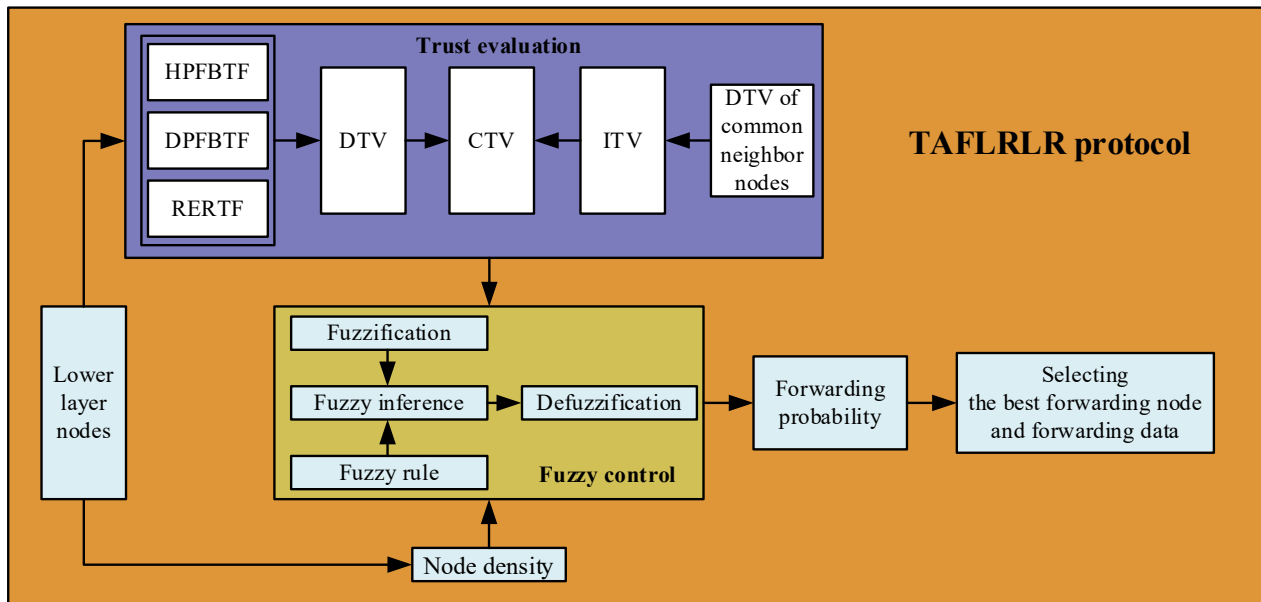 Trust evaluation
HPFBTF
DPFBTF
RERTF
DTV
CTV
ITV
DTV of
common
neighbor
nodes
TAFLRLR protocol
Lower
layer
nodes
Fuzzification
Fuzzy inference
Defuzzification
Fuzzy rule
Fuzzy control
Forwarding
probability
Selecting
the best forwarding node
and forwarding data
Node density